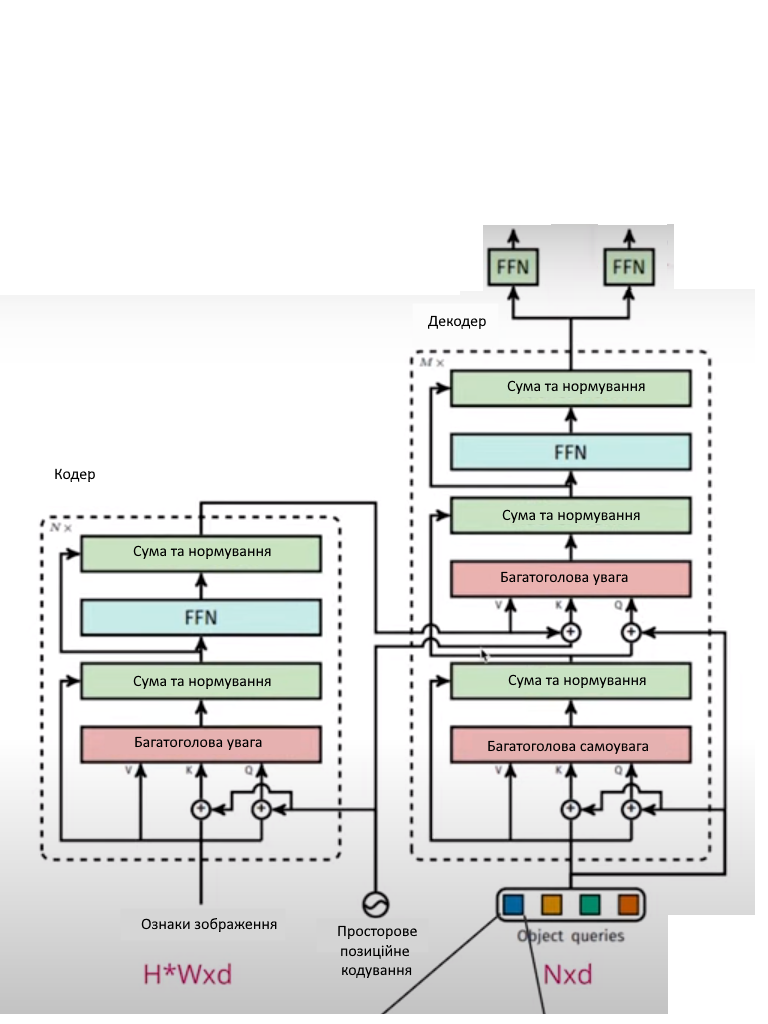 FFN
FFN
Декодер
M×
Сума та нормування
FFN
Сума та нормування
Багатоголова увага
V
K
Q
Сума та нормування
Багатоголова самоувага
V
K
Q
Кодер
N×
Сума та нормування
FFN
Сума та нормування
Багатоголова увага
V
K
Q
Ознаки зображення
H*Wxd
Просторове
позиційне
кодування
Object queries
Nxd